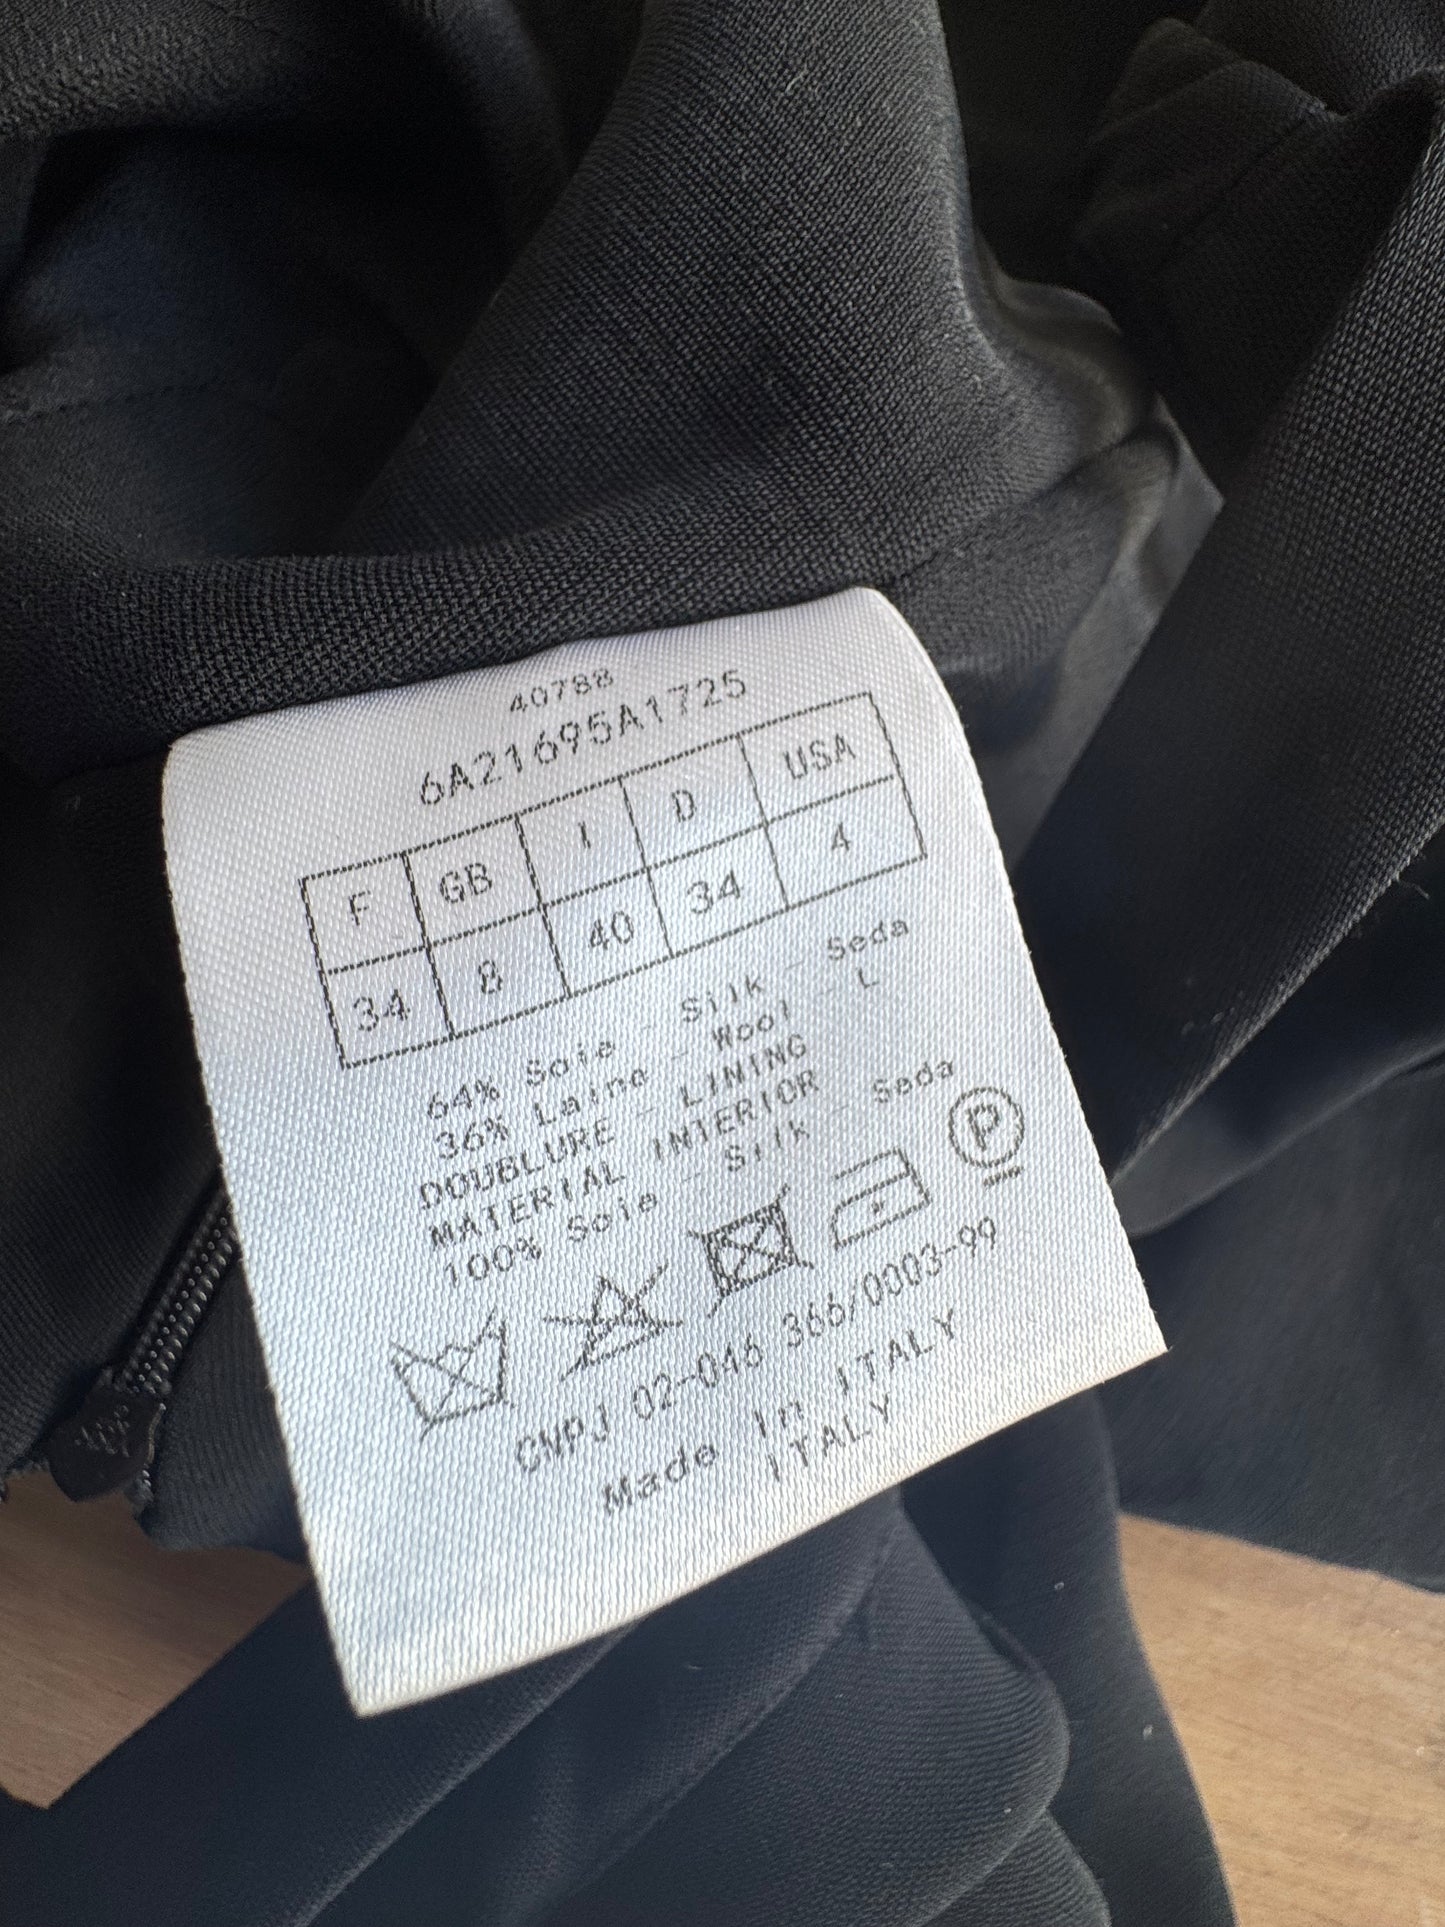 40788
6A21695A1725
F GB I D USA
34 8 40 34 4
64% Soie - Silk - Seda
36% Laine - Wool - L
DOUBLURE - LINING
MATERIAL INTERIOR
100% Soie - Silk - Seda
P
CNPJ 02-046 366/0003-99
Made in ITALY
ITALY